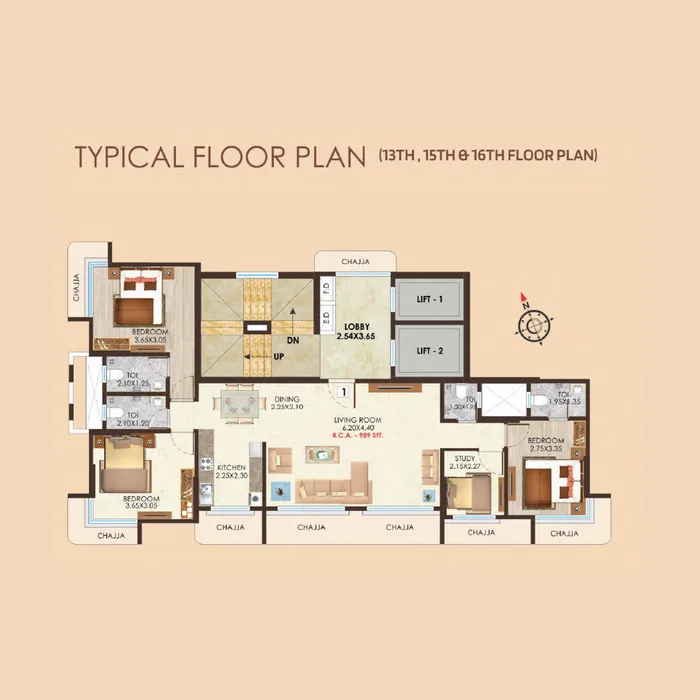 TYPICAL FLOOR PLAN (13TH , 15TH & 16TH FLOOR PLAN)
CHAJJA
CHAJJA
BEDROOM
3.65X3.05
F.D
E.D
LOBBY
2.54X3.65
LIFT - 1
LIFT - 2
DN
UP
N
TOI.
2.10X1.25
TOI.
2.10X1.20
DINING
2.25X2.10
1
LIVING ROOM
6.20X4.40
R.C.A. - 989 SFT.
TOI.
1.20X1.95
TOI.
1.95X1.35
BEDROOM
2.75X3.35
STUDY
2.15X2.27
KITCHEN
2.25X2.30
BEDROOM
3.65X3.05
CHAJJA
CHAJJA
CHAJJA
CHAJJA
CHAJJA
CHAJJA